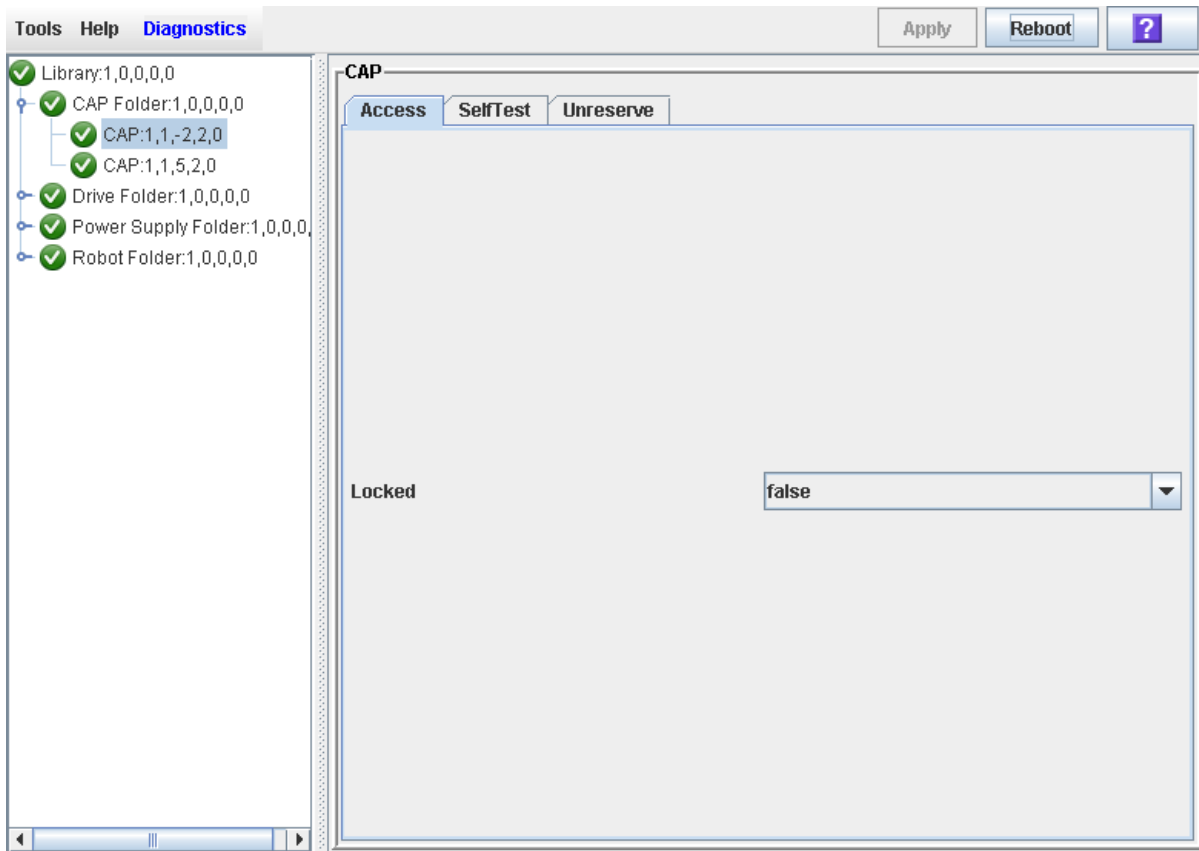 Tools Help Diagnostics Apply Reboot ?
Library:1,0,0,0,0
CAP Folder:1,0,0,0,0
CAP:1,1,-2,2,0
CAP:1,1,5,2,0
Drive Folder:1,0,0,0,0
Power Supply Folder:1,0,0,0,
Robot Folder:1,0,0,0,0
CAP
Access SelfTest Unreserve
Locked false